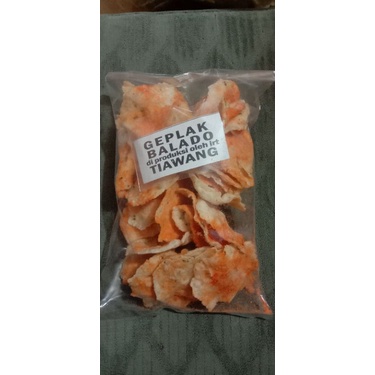 GEPLAK
BALADO
di produksi oleh irt
TIAWANG